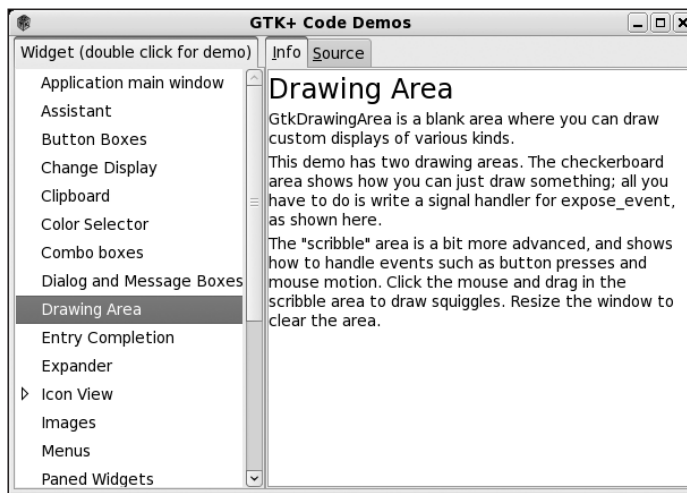 GTK+ Code Demos
Widget (double click for demo)
Application main window
Assistant
Button Boxes
Change Display
Clipboard
Color Selector
Combo boxes
Dialog and Message Boxes
Drawing Area
Entry Completion
Expander
Icon View
Images
Menus
Paned Widgets
Info Source
Drawing Area
GtkDrawingArea is a blank area where you can draw
custom displays of various kinds.
This demo has two drawing areas. The checkerboard
area shows how you can just draw something; all you
have to do is write a signal handler for expose_event,
as shown here.
The "scribble" area is a bit more advanced, and shows
how to handle events such as button presses and
mouse motion. Click the mouse and drag in the
scribble area to draw squiggles. Resize the window to
clear the area.